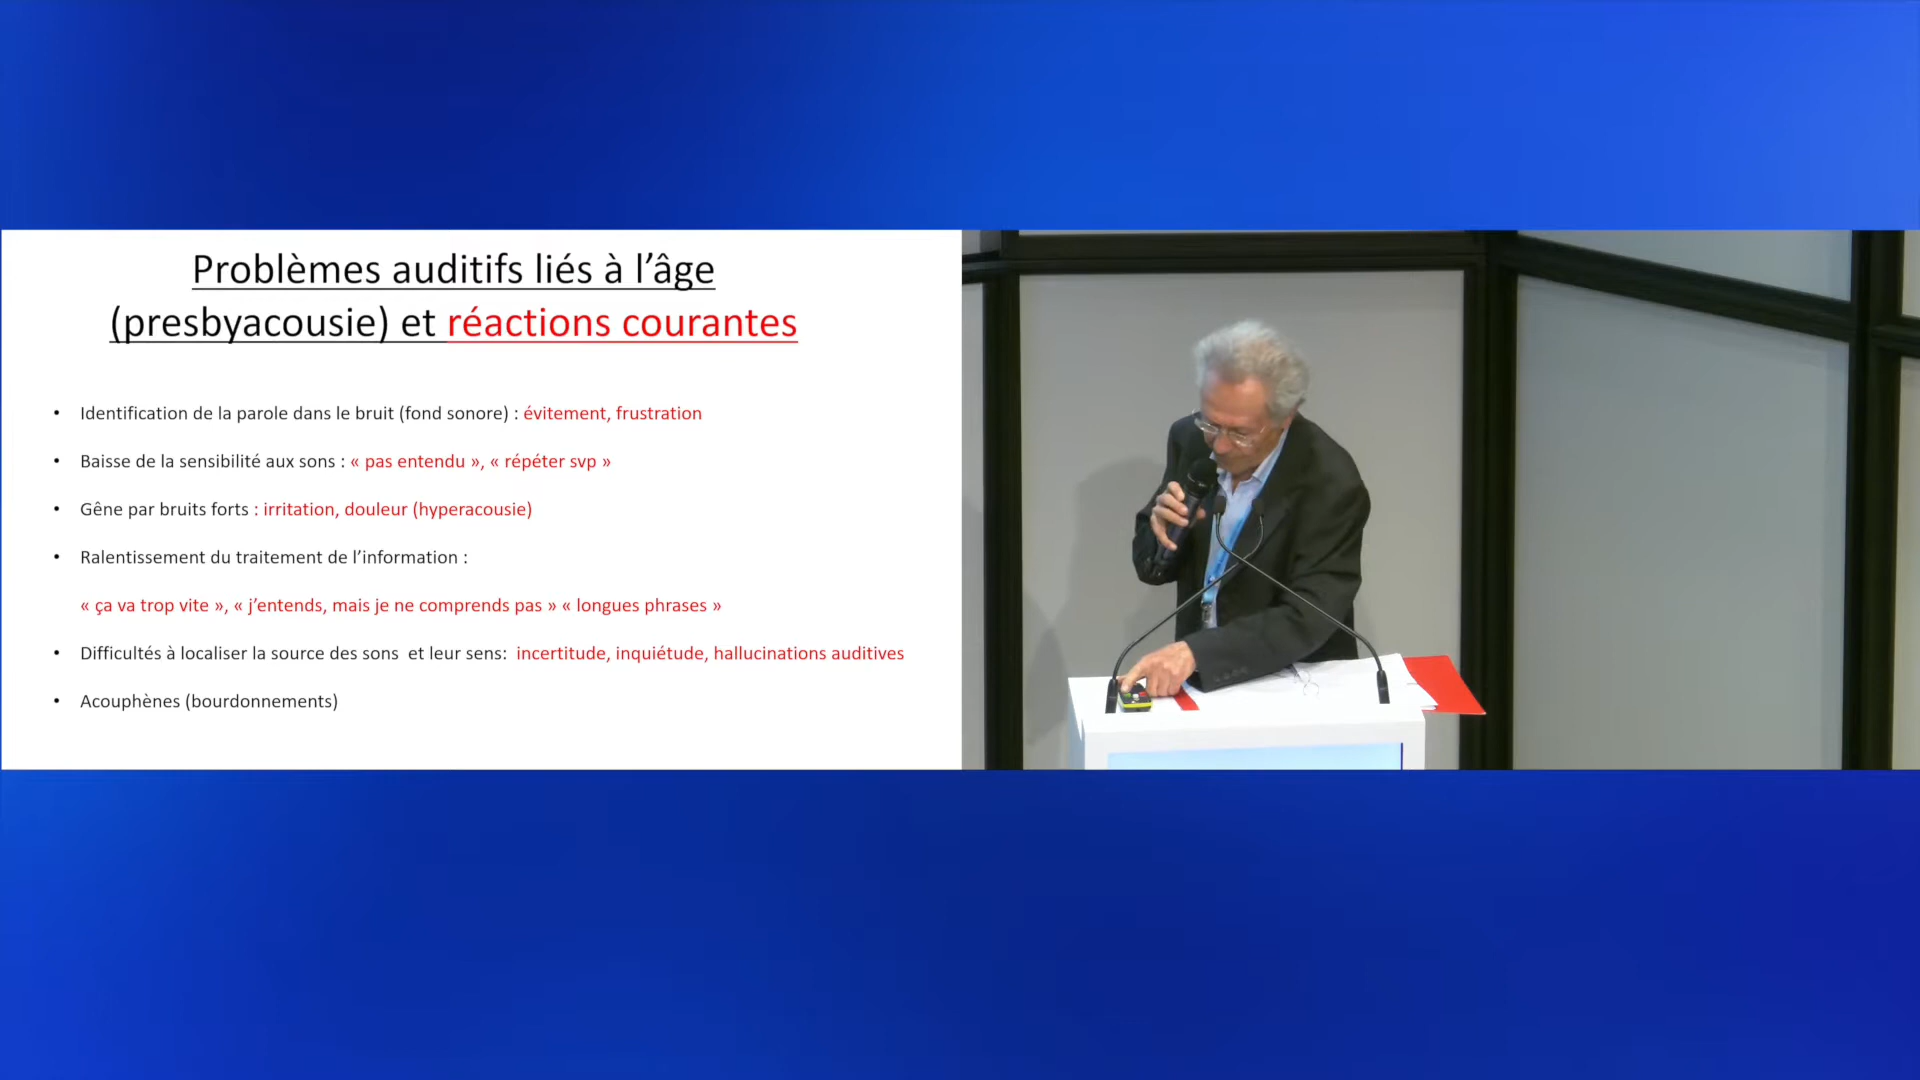 Problèmes auditifs liés à l’âge
(presbyacousie) et réactions courantes
• Identification de la parole dans le bruit (fond sonore) : évitement, frustration
• Baisse de la sensibilité aux sons : « pas entendu », « répéter svp »
• Gêne par bruits forts : irritation, douleur (hyperacousie)
• Ralentissement du traitement de l’information :
« ça va trop vite », « j’entends, mais je ne comprends pas » « longues phrases »
• Difficultés à localiser la source des sons  et leur sens:  incertitude, inquiétude, hallucinations auditives
• Acouphènes (bourdonnements)